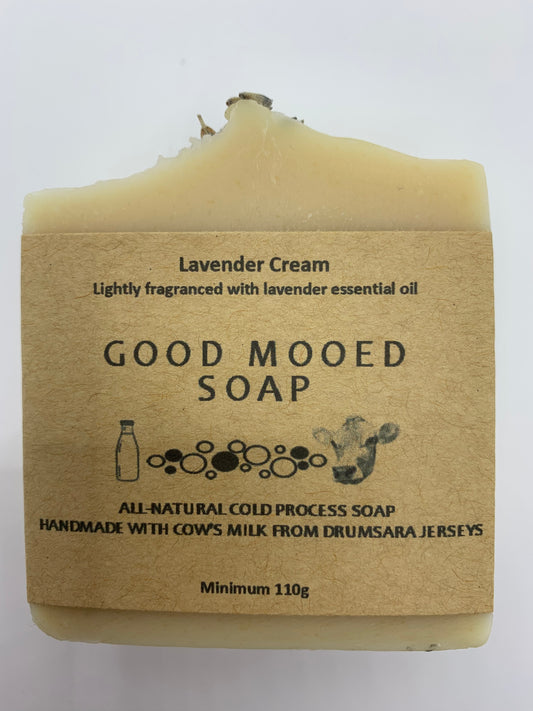 Lavender Cream
Lightly fragranced with lavender essential oil
GOOD MOOED
SOAP
ALL-NATURAL COLD PROCESS SOAP
HANDMADE WITH COW'S MILK FROM DRUMSARA JERSEYS
Minimum 110g